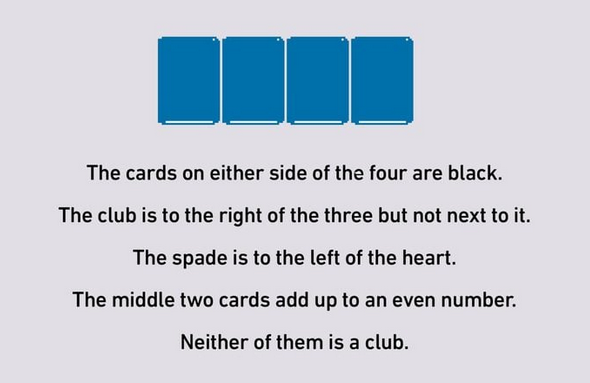 The cards on either side of the four are black.
The club is to the right of the three but not next to it.
The spade is to the left of the heart.
The middle two cards add up to an even number.
Neither of them is a club.